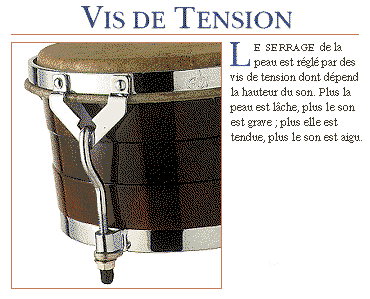 VIS DE TENSION
LE SERRAGE de la
peau est réglé par des
vis de tension dont dépend
la hauteur du son. Plus la
peau est lâche, plus le son
est grave ; plus elle est
tendue, plus le son est aigu.